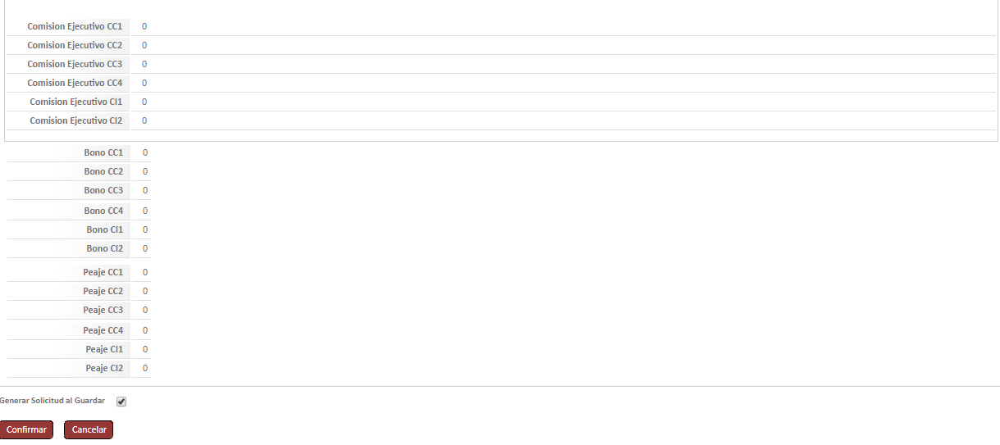 Comision Ejecutivo CC1 0
Comision Ejecutivo CC2 0
Comision Ejecutivo CC3 0
Comision Ejecutivo CC4 0
Comision Ejecutivo CI1 0
Comision Ejecutivo CI2 0
Bono CC1 0
Bono CC2 0
Bono CC3 0
Bono CC4 0
Bono CI1 0
Bono CI2 0
Peaje CC1 0
Peaje CC2 0
Peaje CC3 0
Peaje CC4 0
Peaje CI1 0
Peaje CI2 0
Generar Solicitud al Guardar
Confirmar Cancelar